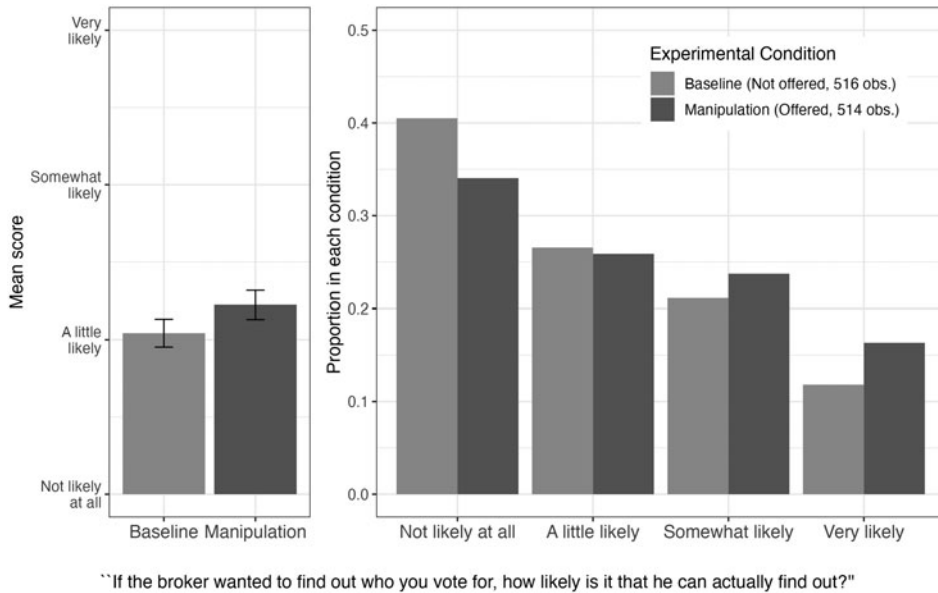 Mean score
Very
likely
Somewhat
likely
A little
likely
Not likely
at all
Baseline Manipulation
Proportion in each condition
0.5
0.4
0.3
0.2
0.1
0.0
Experimental Condition
Baseline (Not offered, 516 obs.)
Manipulation (Offered, 514 obs.)
Not likely at all A little likely Somewhat likely Very likely
``If the broker wanted to find out who you vote for, how likely is it that he can actually find out?"